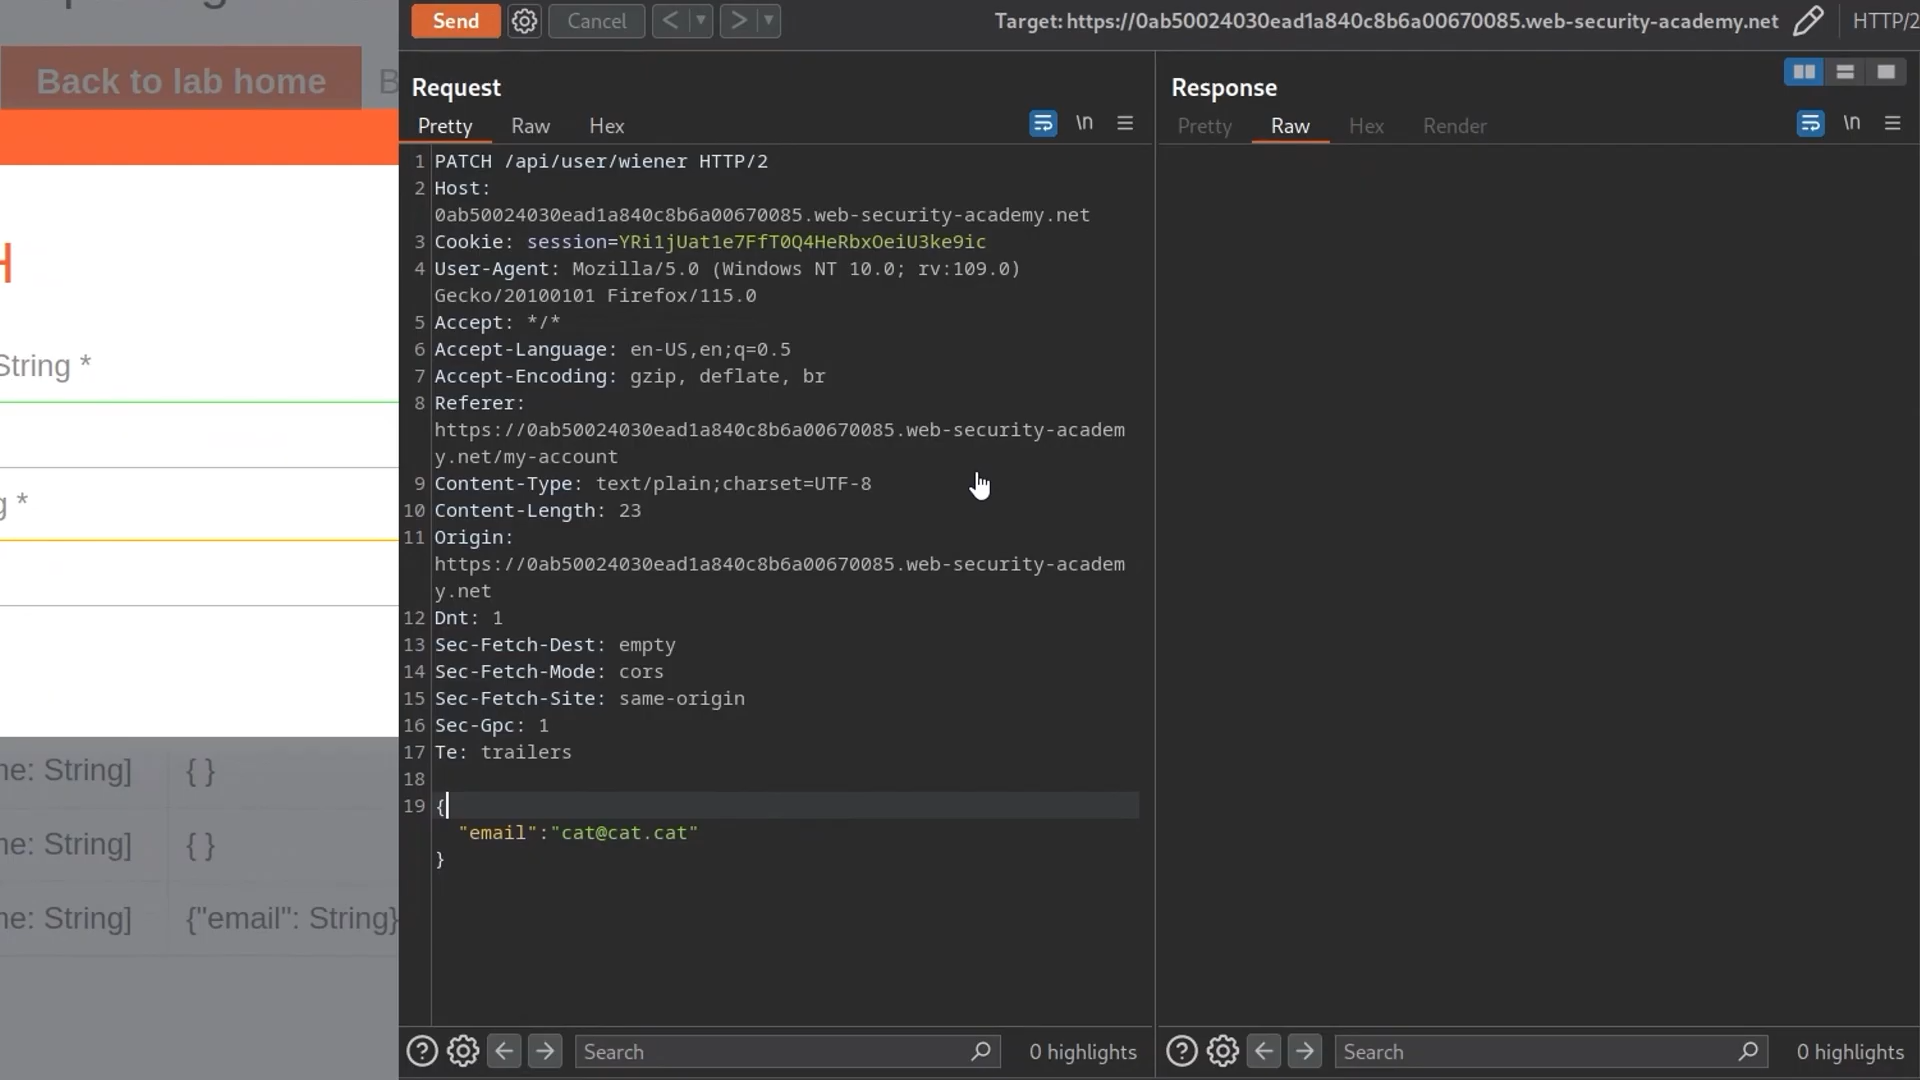 Send
Cancel
< ▾
> ▾
Target: https://0ab50024030ead1a840c8b6a00670085.web-security-academy.net
HTTP/2
Back to lab home
B
H
String *
g *
ne: String]
{ }
ne: String]
{ }
ne: String]
{"email": String}
Request
Pretty
Raw
Hex
\n
1 PATCH /api/user/wiener HTTP/2
2 Host:
0ab50024030ead1a840c8b6a00670085.web-security-academy.net
3 Cookie: session=YRi1jUat1e7FfT0Q4HeRbxOeiU3ke9ic
4 User-Agent: Mozilla/5.0 (Windows NT 10.0; rv:109.0)
Gecko/20100101 Firefox/115.0
5 Accept: */*
6 Accept-Language: en-US,en;q=0.5
7 Accept-Encoding: gzip, deflate, br
8 Referer:
https://0ab50024030ead1a840c8b6a00670085.web-security-academ
y.net/my-account
9 Content-Type: text/plain;charset=UTF-8
10 Content-Length: 23
11 Origin:
https://0ab50024030ead1a840c8b6a00670085.web-security-academ
y.net
12 Dnt: 1
13 Sec-Fetch-Dest: empty
14 Sec-Fetch-Mode: cors
15 Sec-Fetch-Site: same-origin
16 Sec-Gpc: 1
17 Te: trailers
18
19 {
"email":"cat@cat.cat"
}
Search
0 highlights
Response
Pretty
Raw
Hex
Render
\n
Search
0 highlights